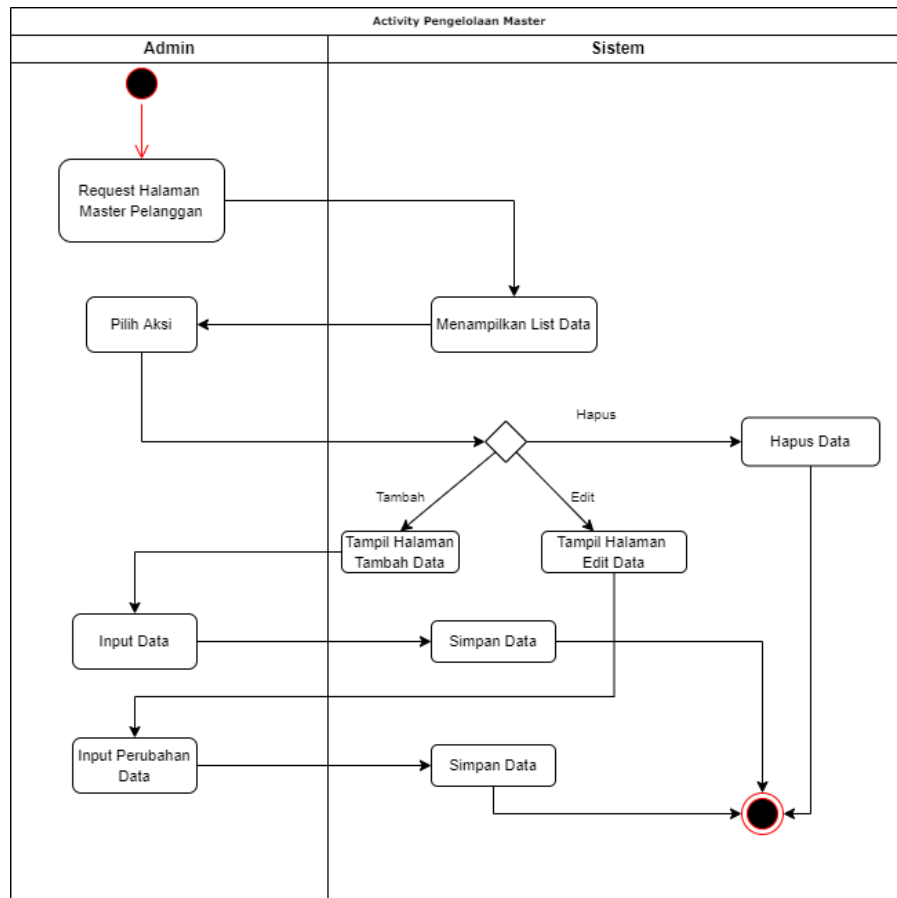 Activity Pengelolaan Master
Admin
Sistem
Request Halaman
Master Pelanggan
Pilih Aksi
Menampilkan List Data
Hapus
Hapus Data
Tambah
Edit
Tampil Halaman
Tambah Data
Tampil Halaman
Edit Data
Input Data
Simpan Data
Input Perubahan
Data
Simpan Data